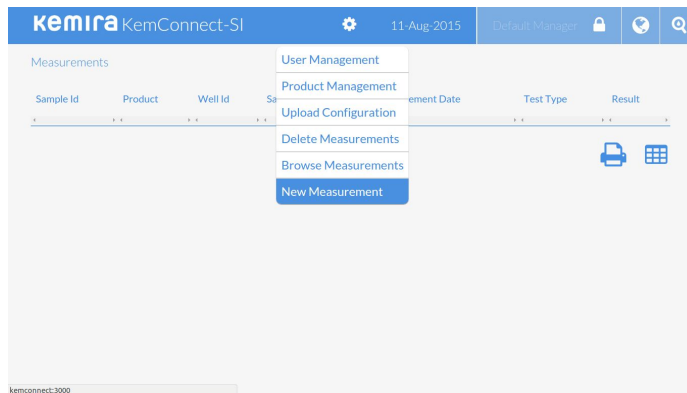 kemira KemConnect-SI 11-Aug-2015 Default Manager
Measurements
User Management
Product Management
Sample Id Product Well Id Sa ement Date Test Type Result
Upload Configuration
Delete Measurements
Browse Measurements
New Measurement
kemconnect:3000